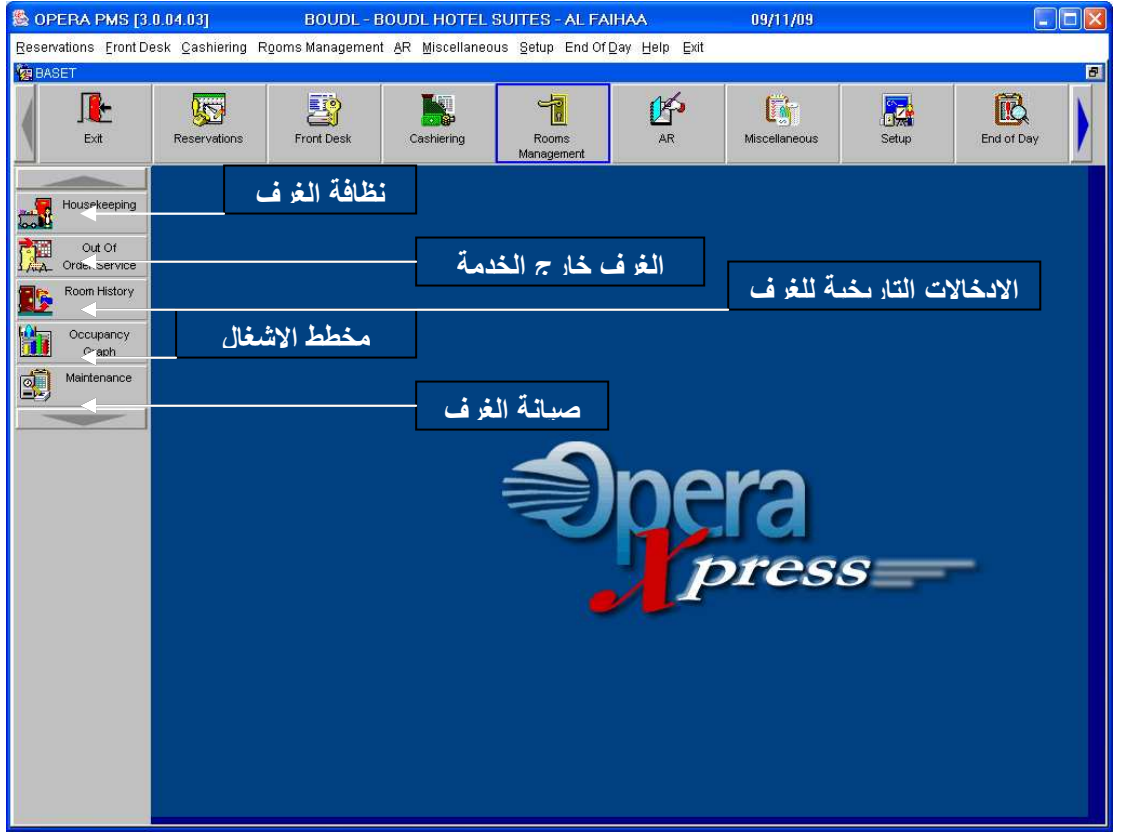 OPERA PMS [3.0.04.03] BOUDL - BOUDL HOTEL SUITES - AL FAIHAA 09/11/09
Reservations Front Desk Cashiering Rooms Management AR Miscellaneous Setup End Of Day Help Exit
BASET
Exit
Reservations
Front Desk
Cashiering
Rooms
Management
AR
Miscellaneous
Setup
End of Day
Housekeeping
نظافة الغرف
Out Of
Order/Service
الغرف خارج الخدمة
Room History
الادخالات التاريخية للغرف
Occupancy
Graph
مخطط الاشغال
Maintenance
صيانة الغرف
Opera
Xpress